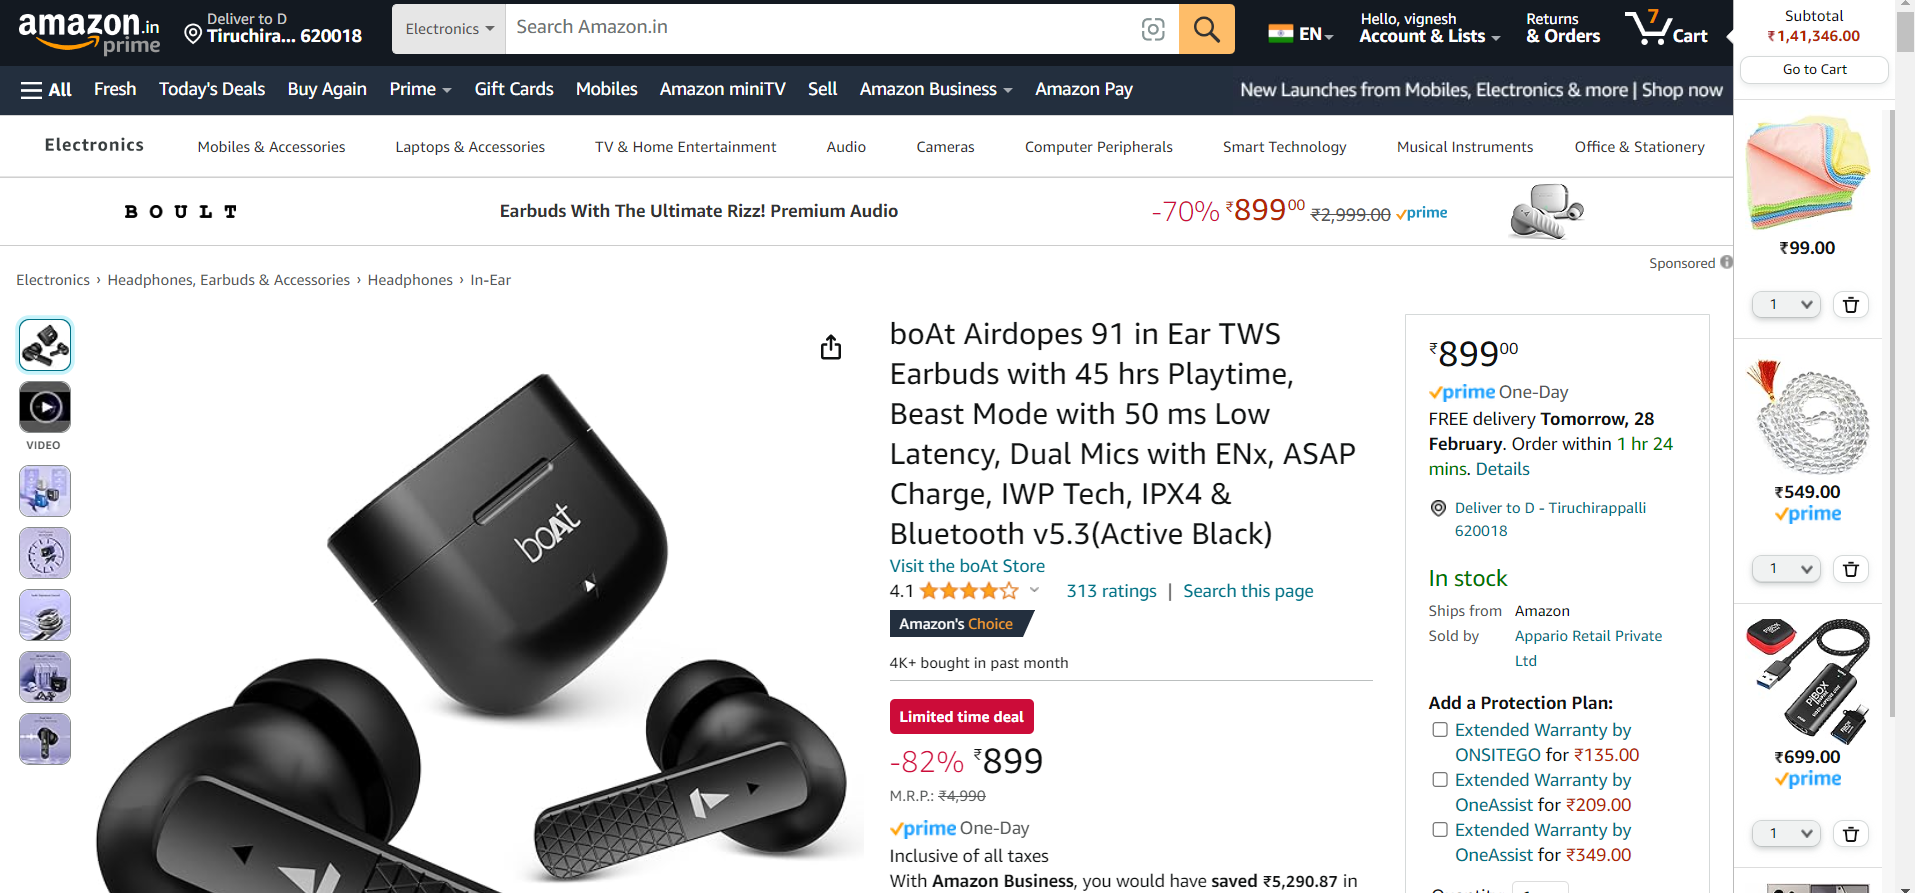 amazon.in
prime
Deliver to D
Tiruchira... 620018
Electronics
Search Amazon.in
EN
Hello, vignesh
Account & Lists
Returns
& Orders
7
Cart
Subtotal
₹1,41,346.00
Go to Cart
All
Fresh
Today's Deals
Buy Again
Prime
Gift Cards
Mobiles
Amazon miniTV
Sell
Amazon Business
Amazon Pay
New Launches from Mobiles, Electronics & more | Shop now
Electronics
Mobiles & Accessories
Laptops & Accessories
TV & Home Entertainment
Audio
Cameras
Computer Peripherals
Smart Technology
Musical Instruments
Office & Stationery
BOULT
Earbuds With The Ultimate Rizz! Premium Audio
-70% ₹89900 ₹2,999.00 prime
Sponsored
Electronics › Headphones, Earbuds & Accessories › Headphones › In-Ear
VIDEO
boAt
boAt Airdopes 91 in Ear TWS
Earbuds with 45 hrs Playtime,
Beast Mode with 50 ms Low
Latency, Dual Mics with ENx, ASAP
Charge, IWP Tech, IPX4 &
Bluetooth v5.3(Active Black)
Visit the boAt Store
4.1
313 ratings | Search this page
Amazon's Choice
4K+ bought in past month
Limited time deal
-82% ₹899
M.R.P.: ₹4,990
prime One-Day
Inclusive of all taxes
With Amazon Business, you would have saved ₹5,290.87 in
₹89900
prime One-Day
FREE delivery Tomorrow, 28
February. Order within 1 hr 24
mins. Details
Deliver to D - Tiruchirappalli
620018
In stock
Ships from Amazon
Sold by Appario Retail Private
Ltd
Add a Protection Plan:
Extended Warranty by
ONSITEGO for ₹135.00
Extended Warranty by
OneAssist for ₹209.00
Extended Warranty by
OneAssist for ₹349.00
₹99.00
1
₹549.00
prime
1
PiBOX
₹699.00
prime
1